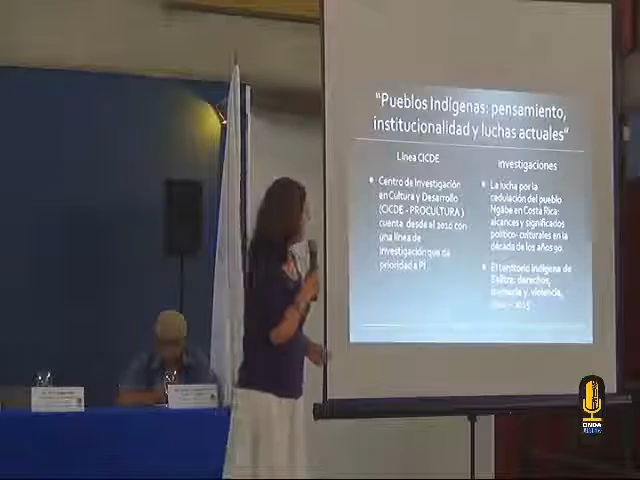 "Pueblos Indígenas: pensamiento,
institucionalidad y luchas actuales"
Línea CICDE
Centro de Investigación
en Cultura y Desarrollo
(CICDE - PROCULTURA)
cuenta desde el 2010 con
una línea de
investigación que da
prioridad a PI
Investigaciones
La lucha por la
cedulación del pueblo
Ngäbe en Costa Rica:
alcances y significados
político- culturales en la
década de los años 90
El territorio indígena de
derechos,
memoria y violencia,
ONDA